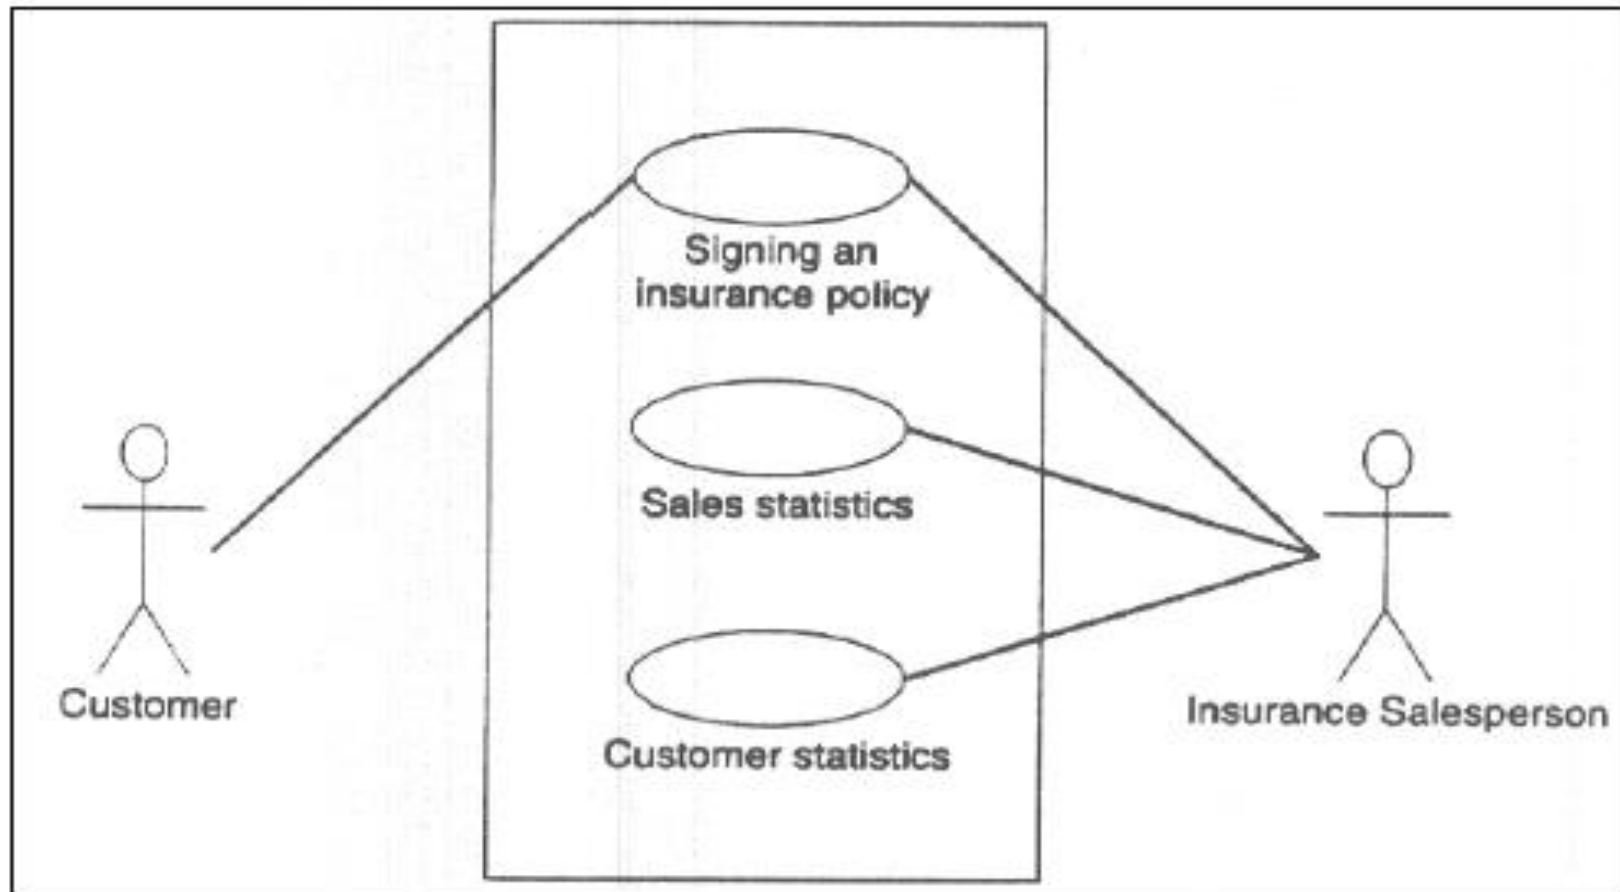 Signing an
insurance policy
Sales statistics
Customer
Insurance Salesperson
Customer statistics